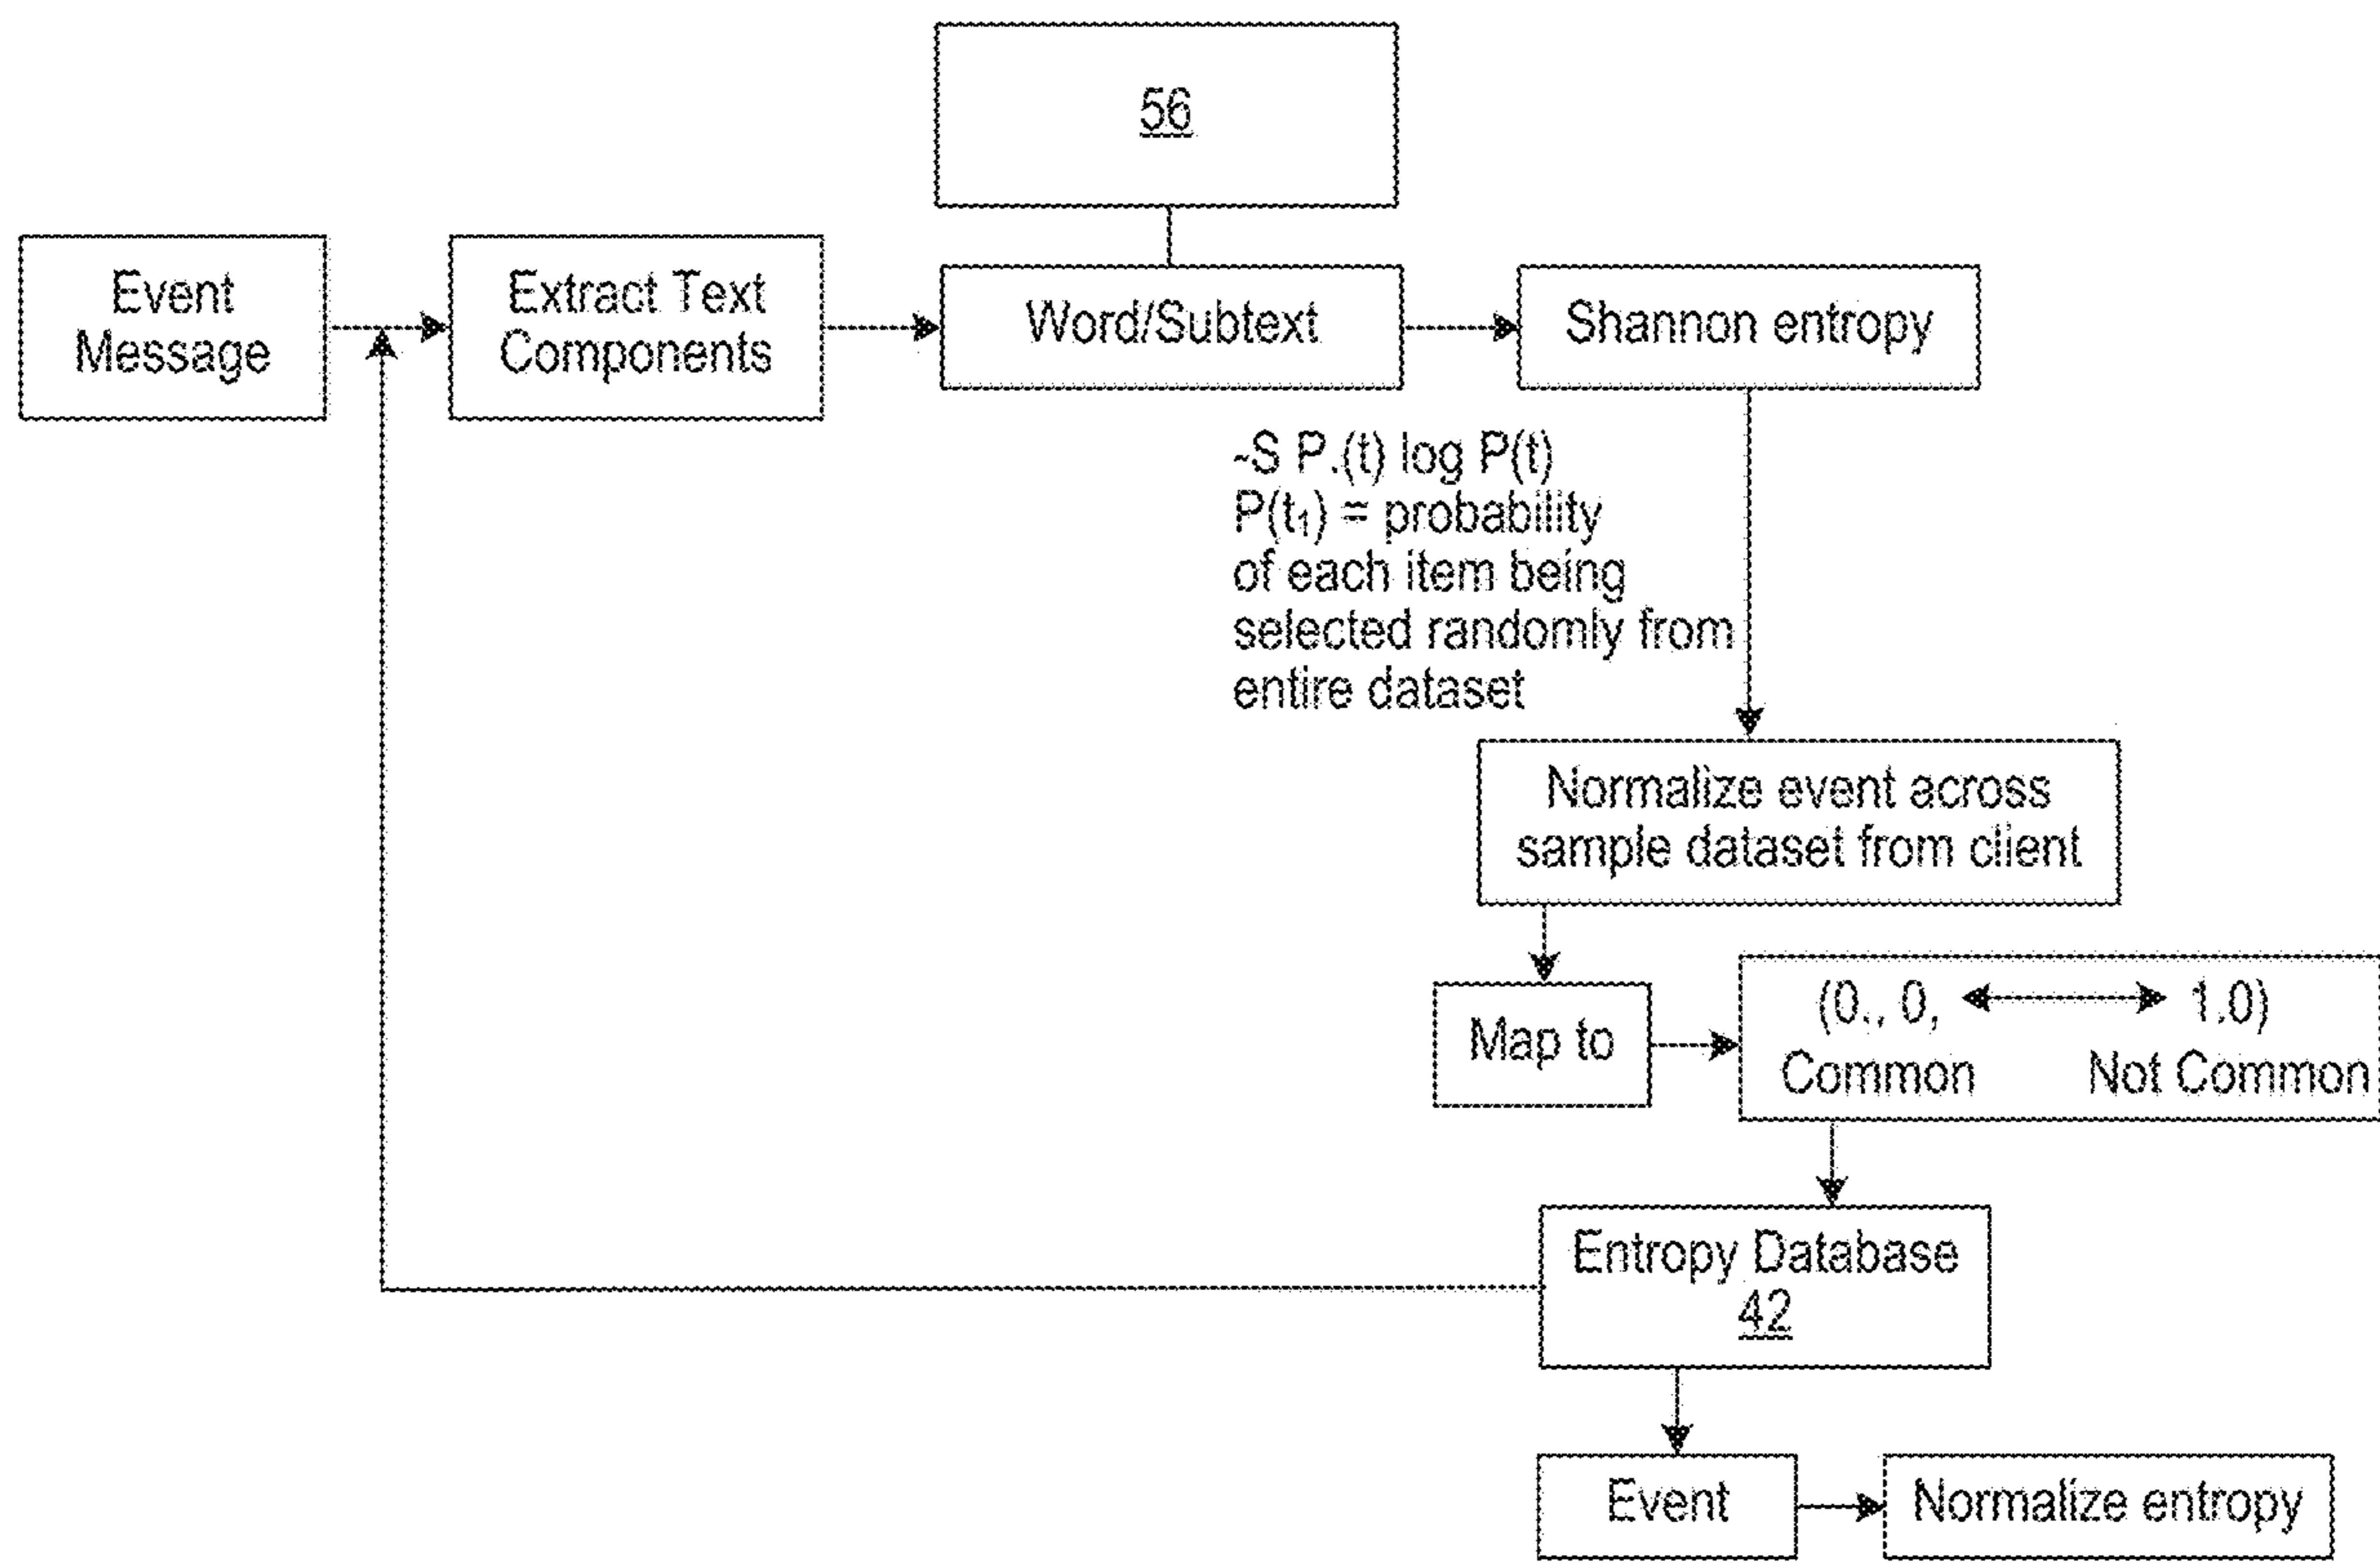 56
Event
Message
Extract Text
Components
Word/Subtext
Shannon entropy
-S P.(t) log P(t)
P(t₁) = probability
of each item being
selected randomly from
entire dataset
Normalize event across
sample dataset from client
Map to
(0., 0, 1.0)
Common Not Common
Entropy Database
42
Event
Normalize entropy